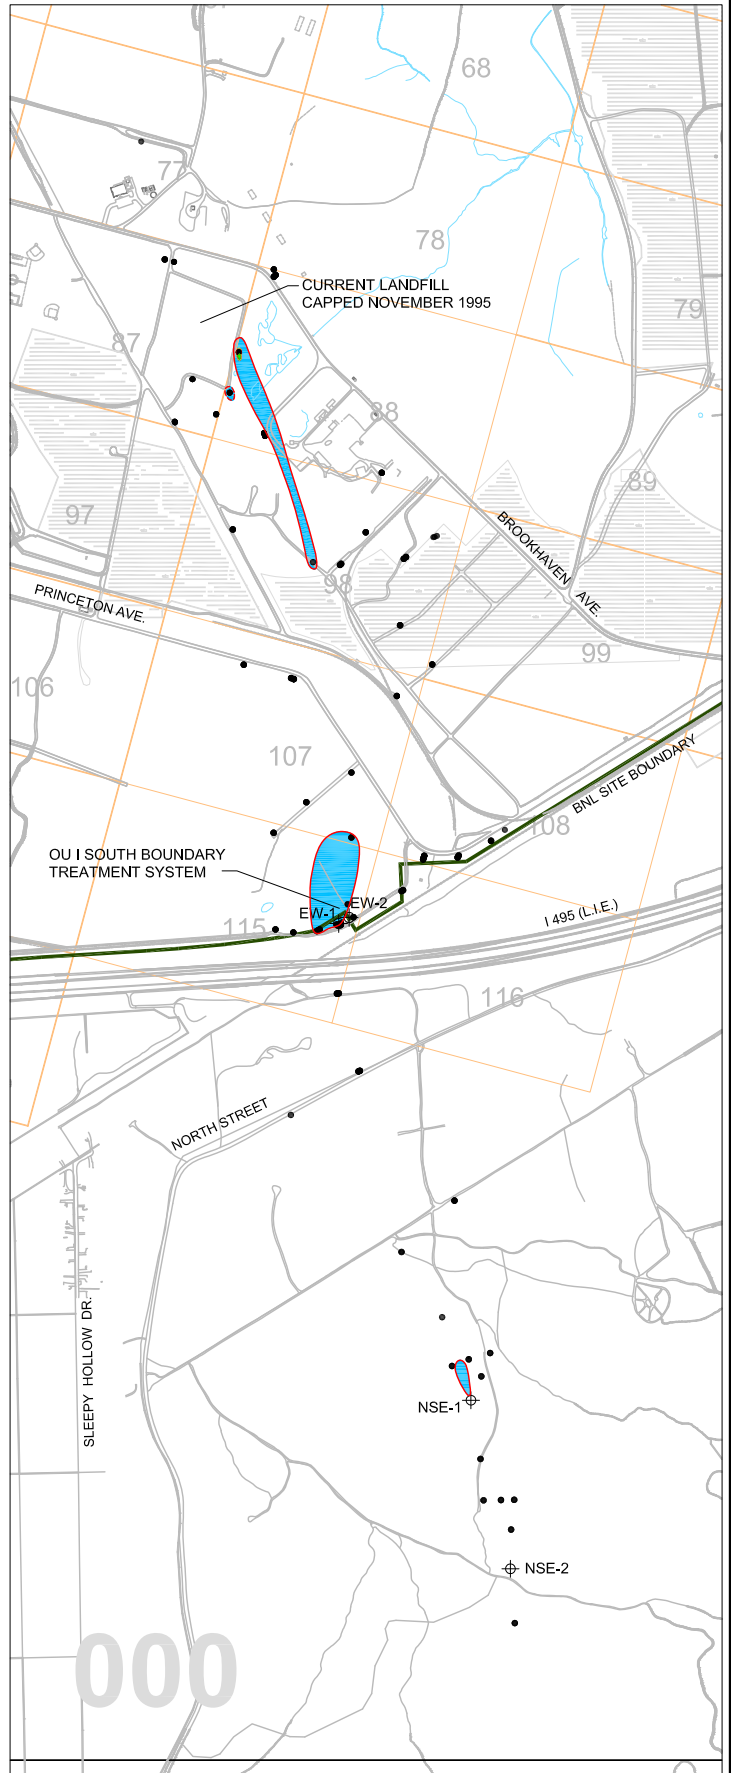 68
77
78
CURRENT LANDFILL
CAPPED NOVEMBER 1995
79
87
88
89
97
BROOKHAVEN AVE.
98
PRINCETON AVE.
99
106
107
BNL SITE BOUNDARY
108
OU I SOUTH BOUNDARY
TREATMENT SYSTEM
EW-2
EW-1
I 495 (L.I.E.)
115
116
NORTH STREET
SLEEPY HOLLOW DR.
NSE-1
NSE-2
000